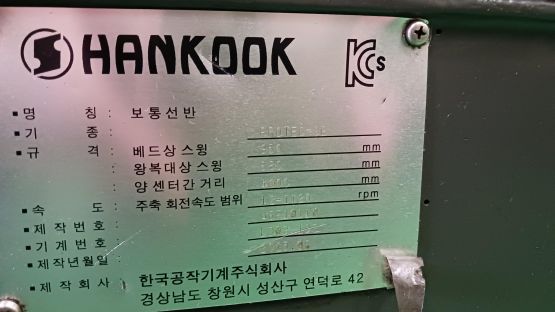 HANKOOK
KCs
▪ 명 칭 : 보통선반
▪ 기 종 :
▪ 규 격 : 베드상 스윙 mm
: 왕복대상 스윙 mm
: 양 센터간 거리 mm
▪ 속 도 : 주축 회전속도 범위 rpm
▪ 제작번호 :
▪ 기계번호 :
▪ 제작년월일 :
▪ 제작회사 : 한국공작기계주식회사
경상남도 창원시 성산구 연덕로 42